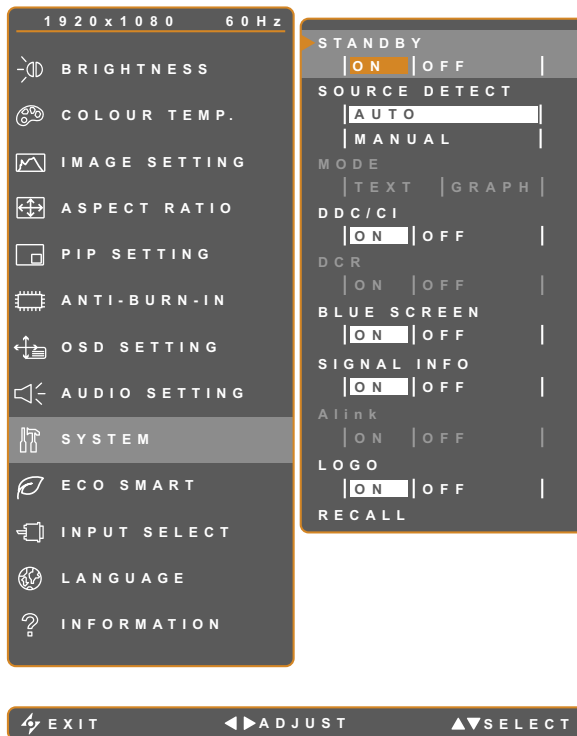 1920x1080 60Hz
BRIGHTNESS
COLOUR TEMP.
IMAGE SETTING
ASPECT RATIO
PIP SETTING
ANTI-BURN-IN
OSD SETTING
AUDIO SETTING
SYSTEM
ECO SMART
INPUT SELECT
LANGUAGE
INFORMATION
STANDBY
ON OFF
SOURCE DETECT
AUTO
MANUAL
MODE
TEXT GRAPH
DDC/CI
ON OFF
DCR
ON OFF
BLUE SCREEN
ON OFF
SIGNAL INFO
ON OFF
Alink
ON OFF
LOGO
ON OFF
RECALL
EXIT ADJUST SELECT